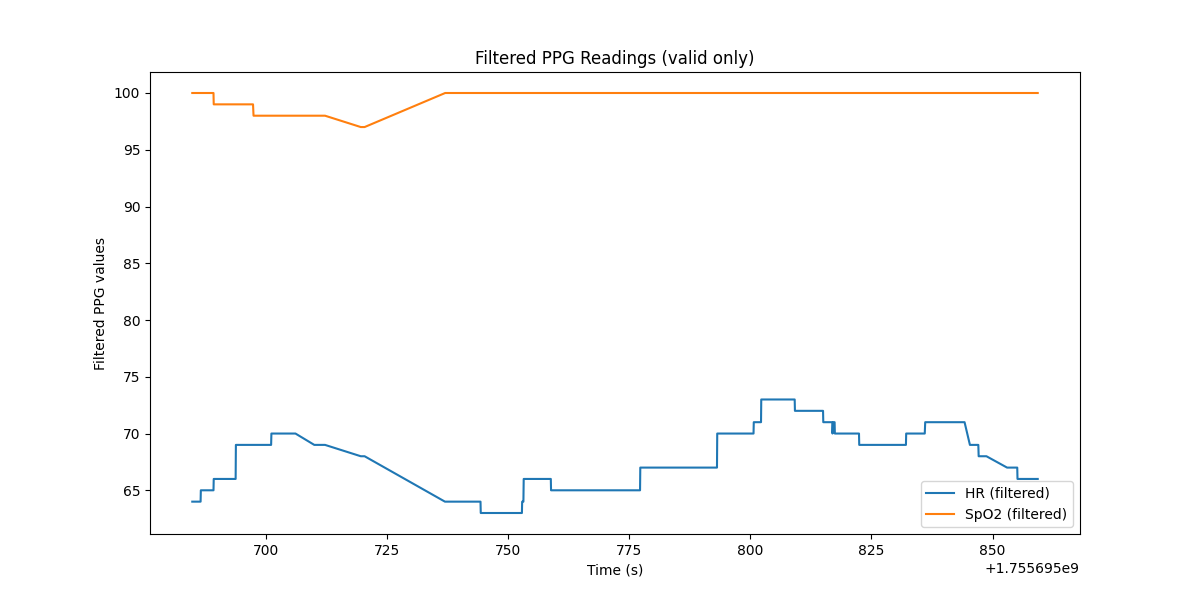 Filtered PPG Readings (valid only)
100
95
90
85
80
75
70
65
Filtered PPG values
700
725
750
775
800
825
850
Time (s)
+1.755695e9
HR (filtered)
SpO2 (filtered)